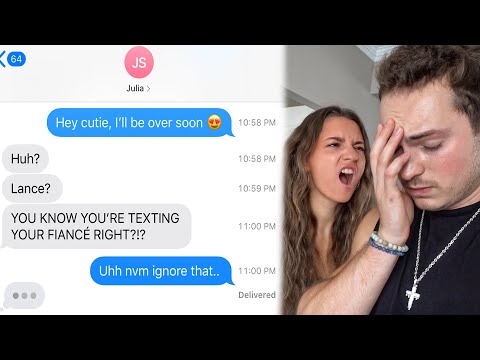 64
JS
Julia >
Hey cutie, I'll be over soon 😍
10:58 PM
Huh?
10:58 PM
Lance?
10:59 PM
YOU KNOW YOU'RE TEXTING
YOUR FIANCÉ RIGHT?!?
11:00 PM
Uhh nvm ignore that..
11:00 PM
Delivered